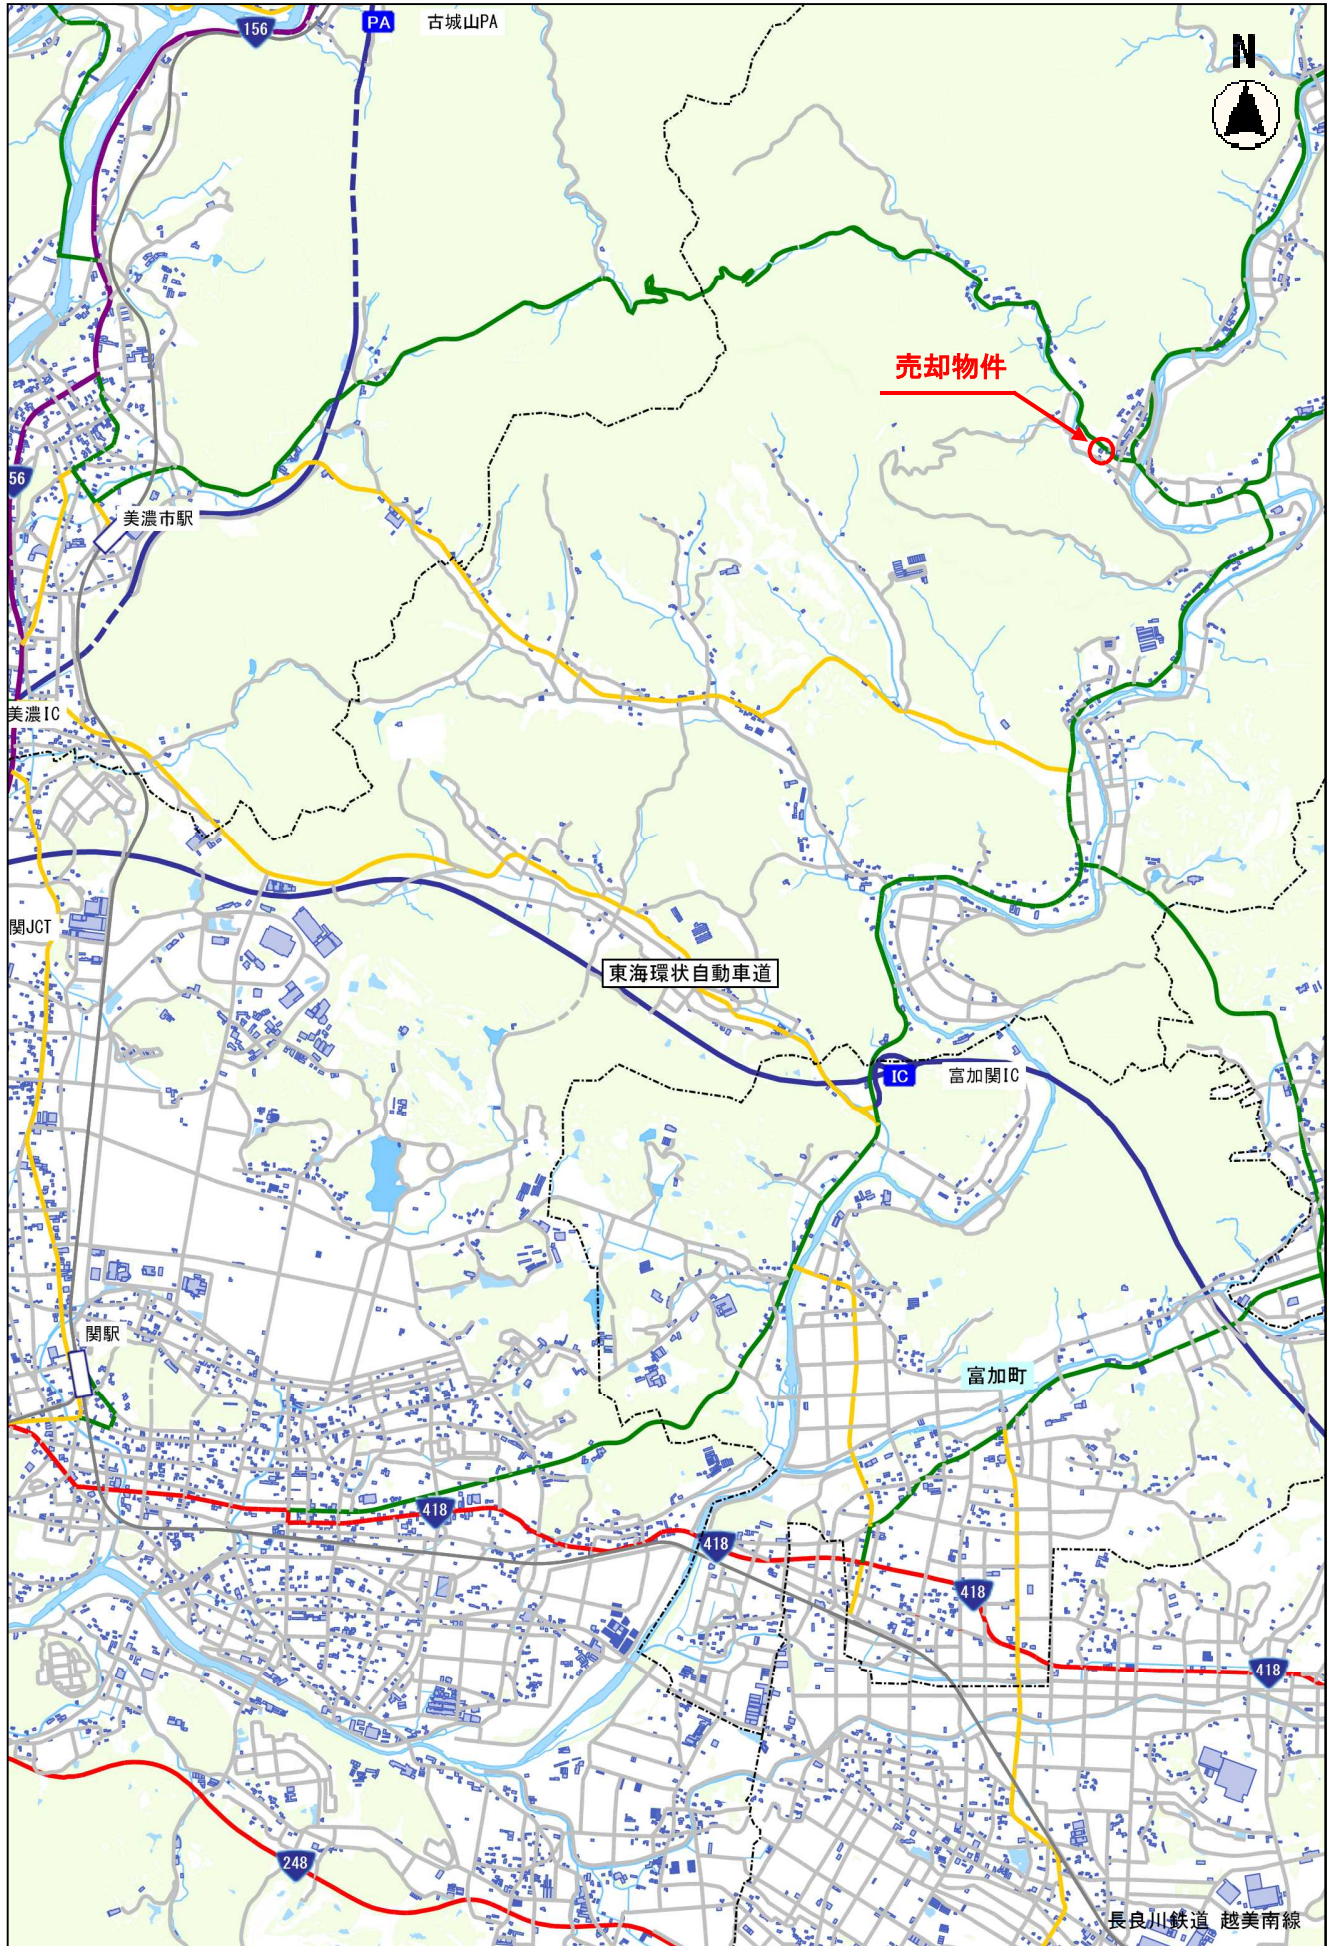 156
PA
古城山PA
N
売却物件
56
美濃市駅
美濃IC
関JCT
東海環状自動車道
IC
富加関IC
関駅
富加町
418
418
418
418
248
長良川鉄道 越美南線